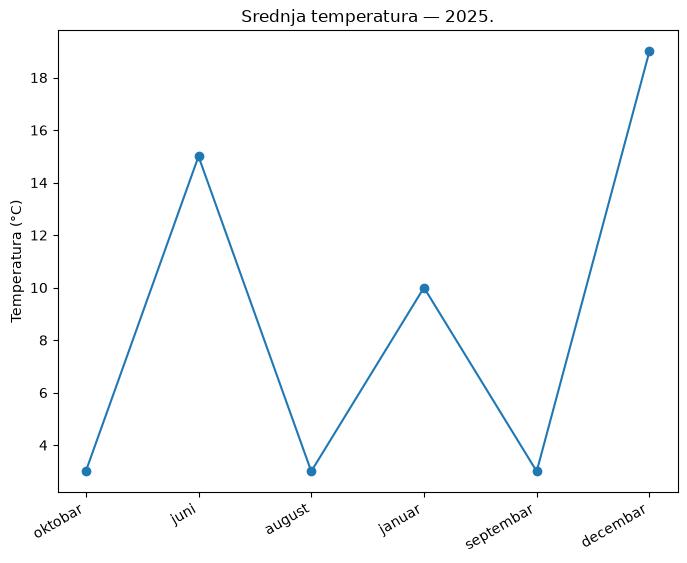 Srednja temperatura — 2025.
Temperatura (°C)
18
16
14
12
10
8
6
4
oktobar
juni
august
januar
septembar
decembar